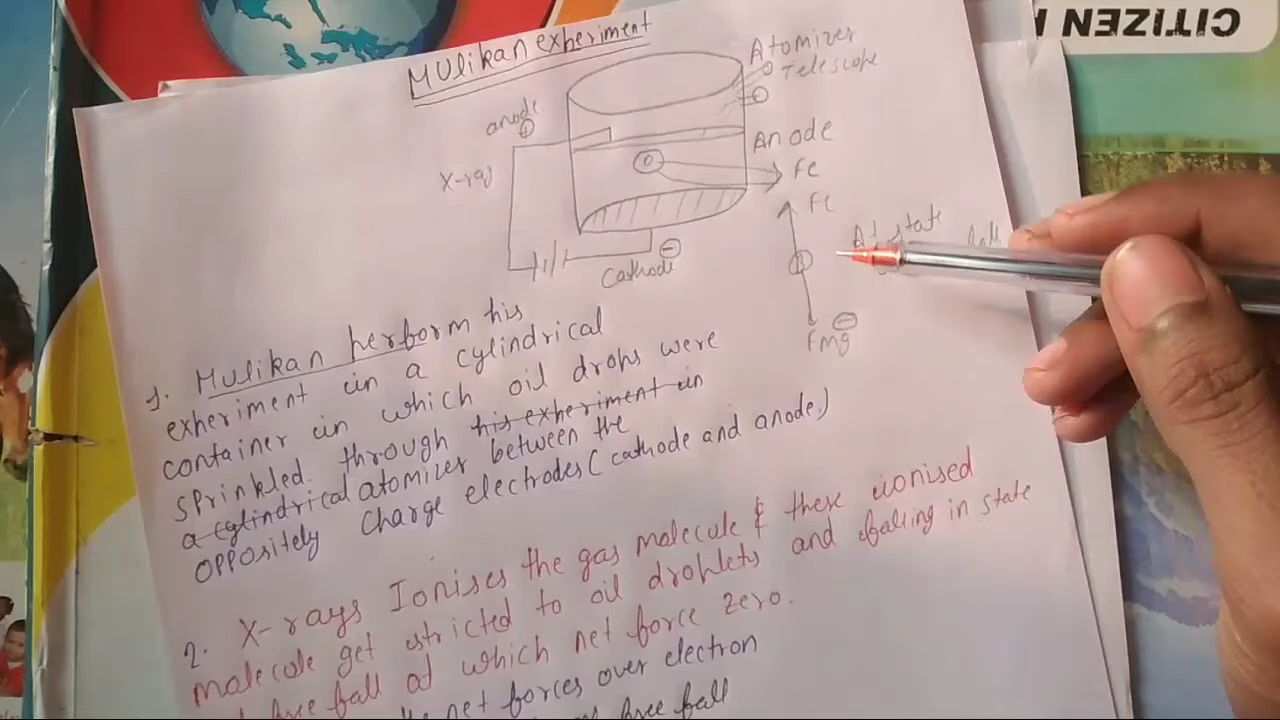 CITIZEN
MUlikan experiment
Atomizer
Telescope
anode
+
X-ray
Anode
Fe
Fe
At state
−
Cathode
−
Fmg
1. Mulikan perform his
experiment in a cylindrical
container in which oil drops were
sprinkled. through his experiment in
a cylindrical atomizer between the
oppositely charge electrodes (cathode and anode.)
2. X-rays Ionises the gas molecule & these ionised
malecule get stricted to oil droplets and falling in state
free fall at which net force zero.
net forces over electron
free fall